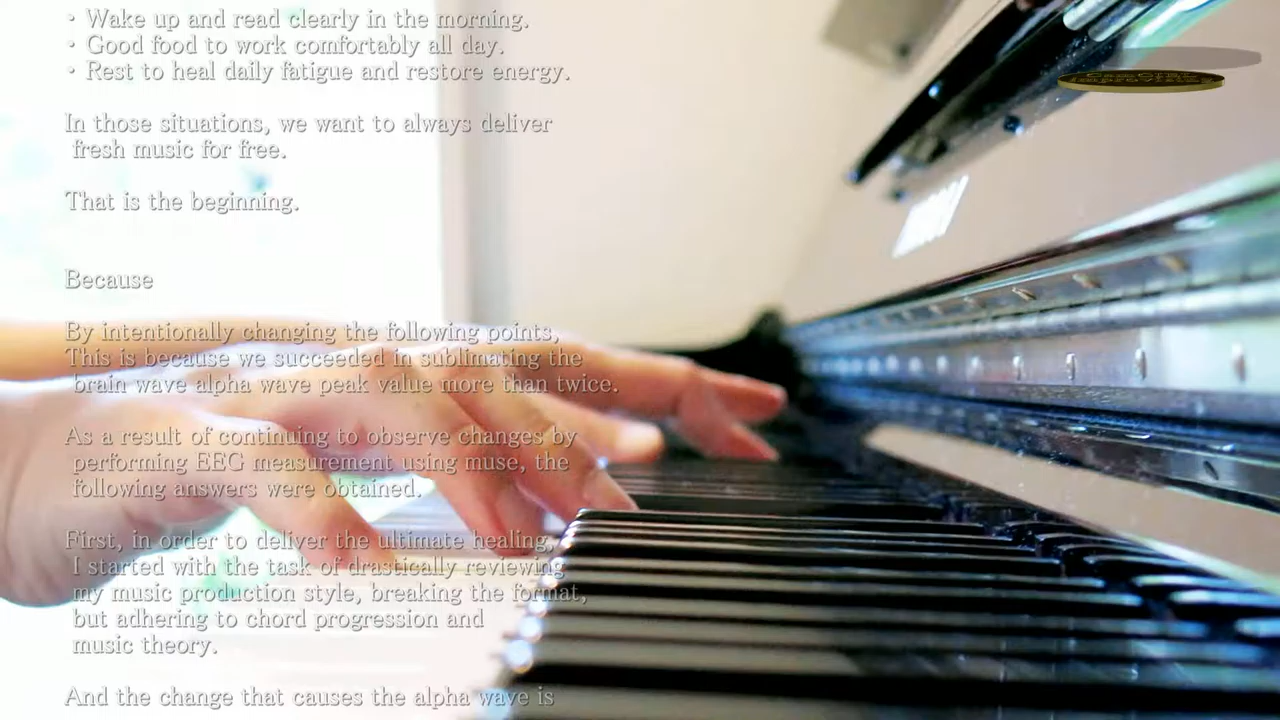 ・Wake up and read clearly in the morning.
・Good food to work comfortably all day.
・Rest to heal daily fatigue and restore energy.
In those situations, we want to always deliver
fresh music for free.
That is the beginning.
Because
By intentionally changing the following points,
This is because we succeeded in sublimating the
brain wave alpha wave peak value more than twice.
As a result of continuing to observe changes by
performing EEG measurement using muse, the
following answers were obtained.
First, in order to deliver the ultimate healing,
I started with the task of drastically reviewing
my music production style, breaking the format,
but adhering to chord progression and
music theory.
And the change that causes the alpha wave is